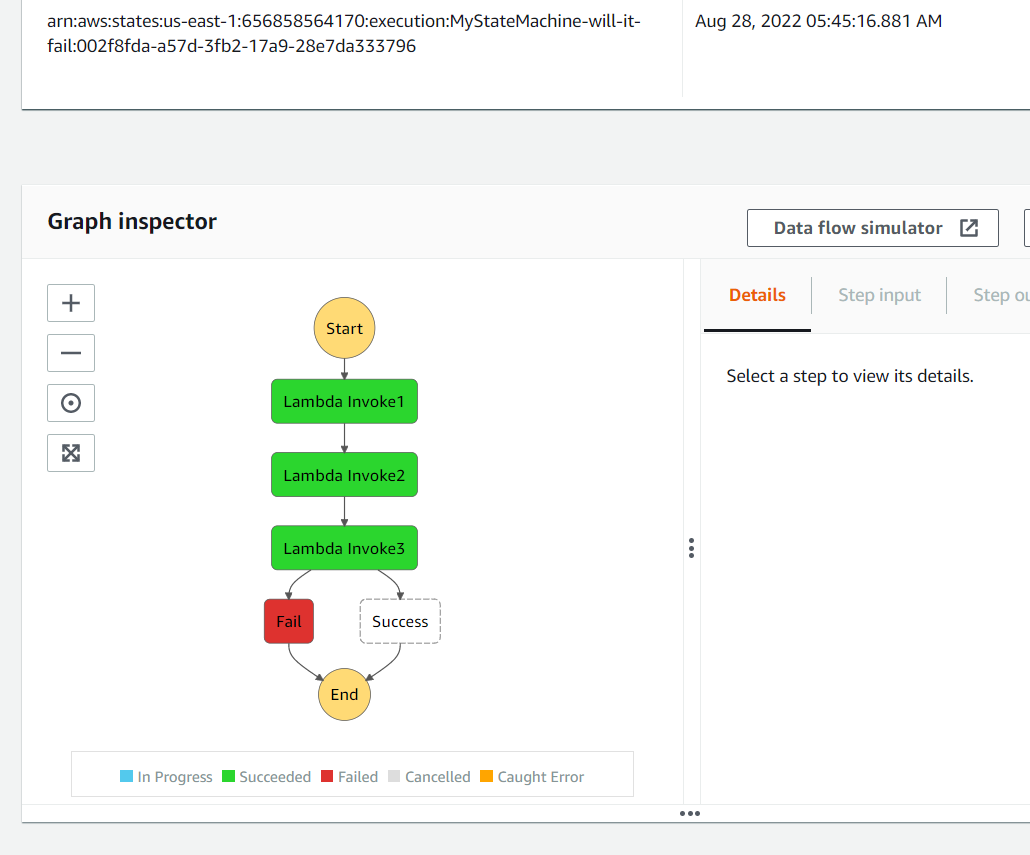 arn:aws:states:us-east-1:656858564170:execution:MyStateMachine-will-it-
fail:002f8fda-a57d-3fb2-17a9-28e7da333796
Aug 28, 2022 05:45:16.881 AM
Graph inspector
Data flow simulator
Details
Step input
Step ou
Select a step to view its details.
Start
Lambda Invoke1
Lambda Invoke2
Lambda Invoke3
Fail
Success
End
In Progress
Succeeded
Failed
Cancelled
Caught Error